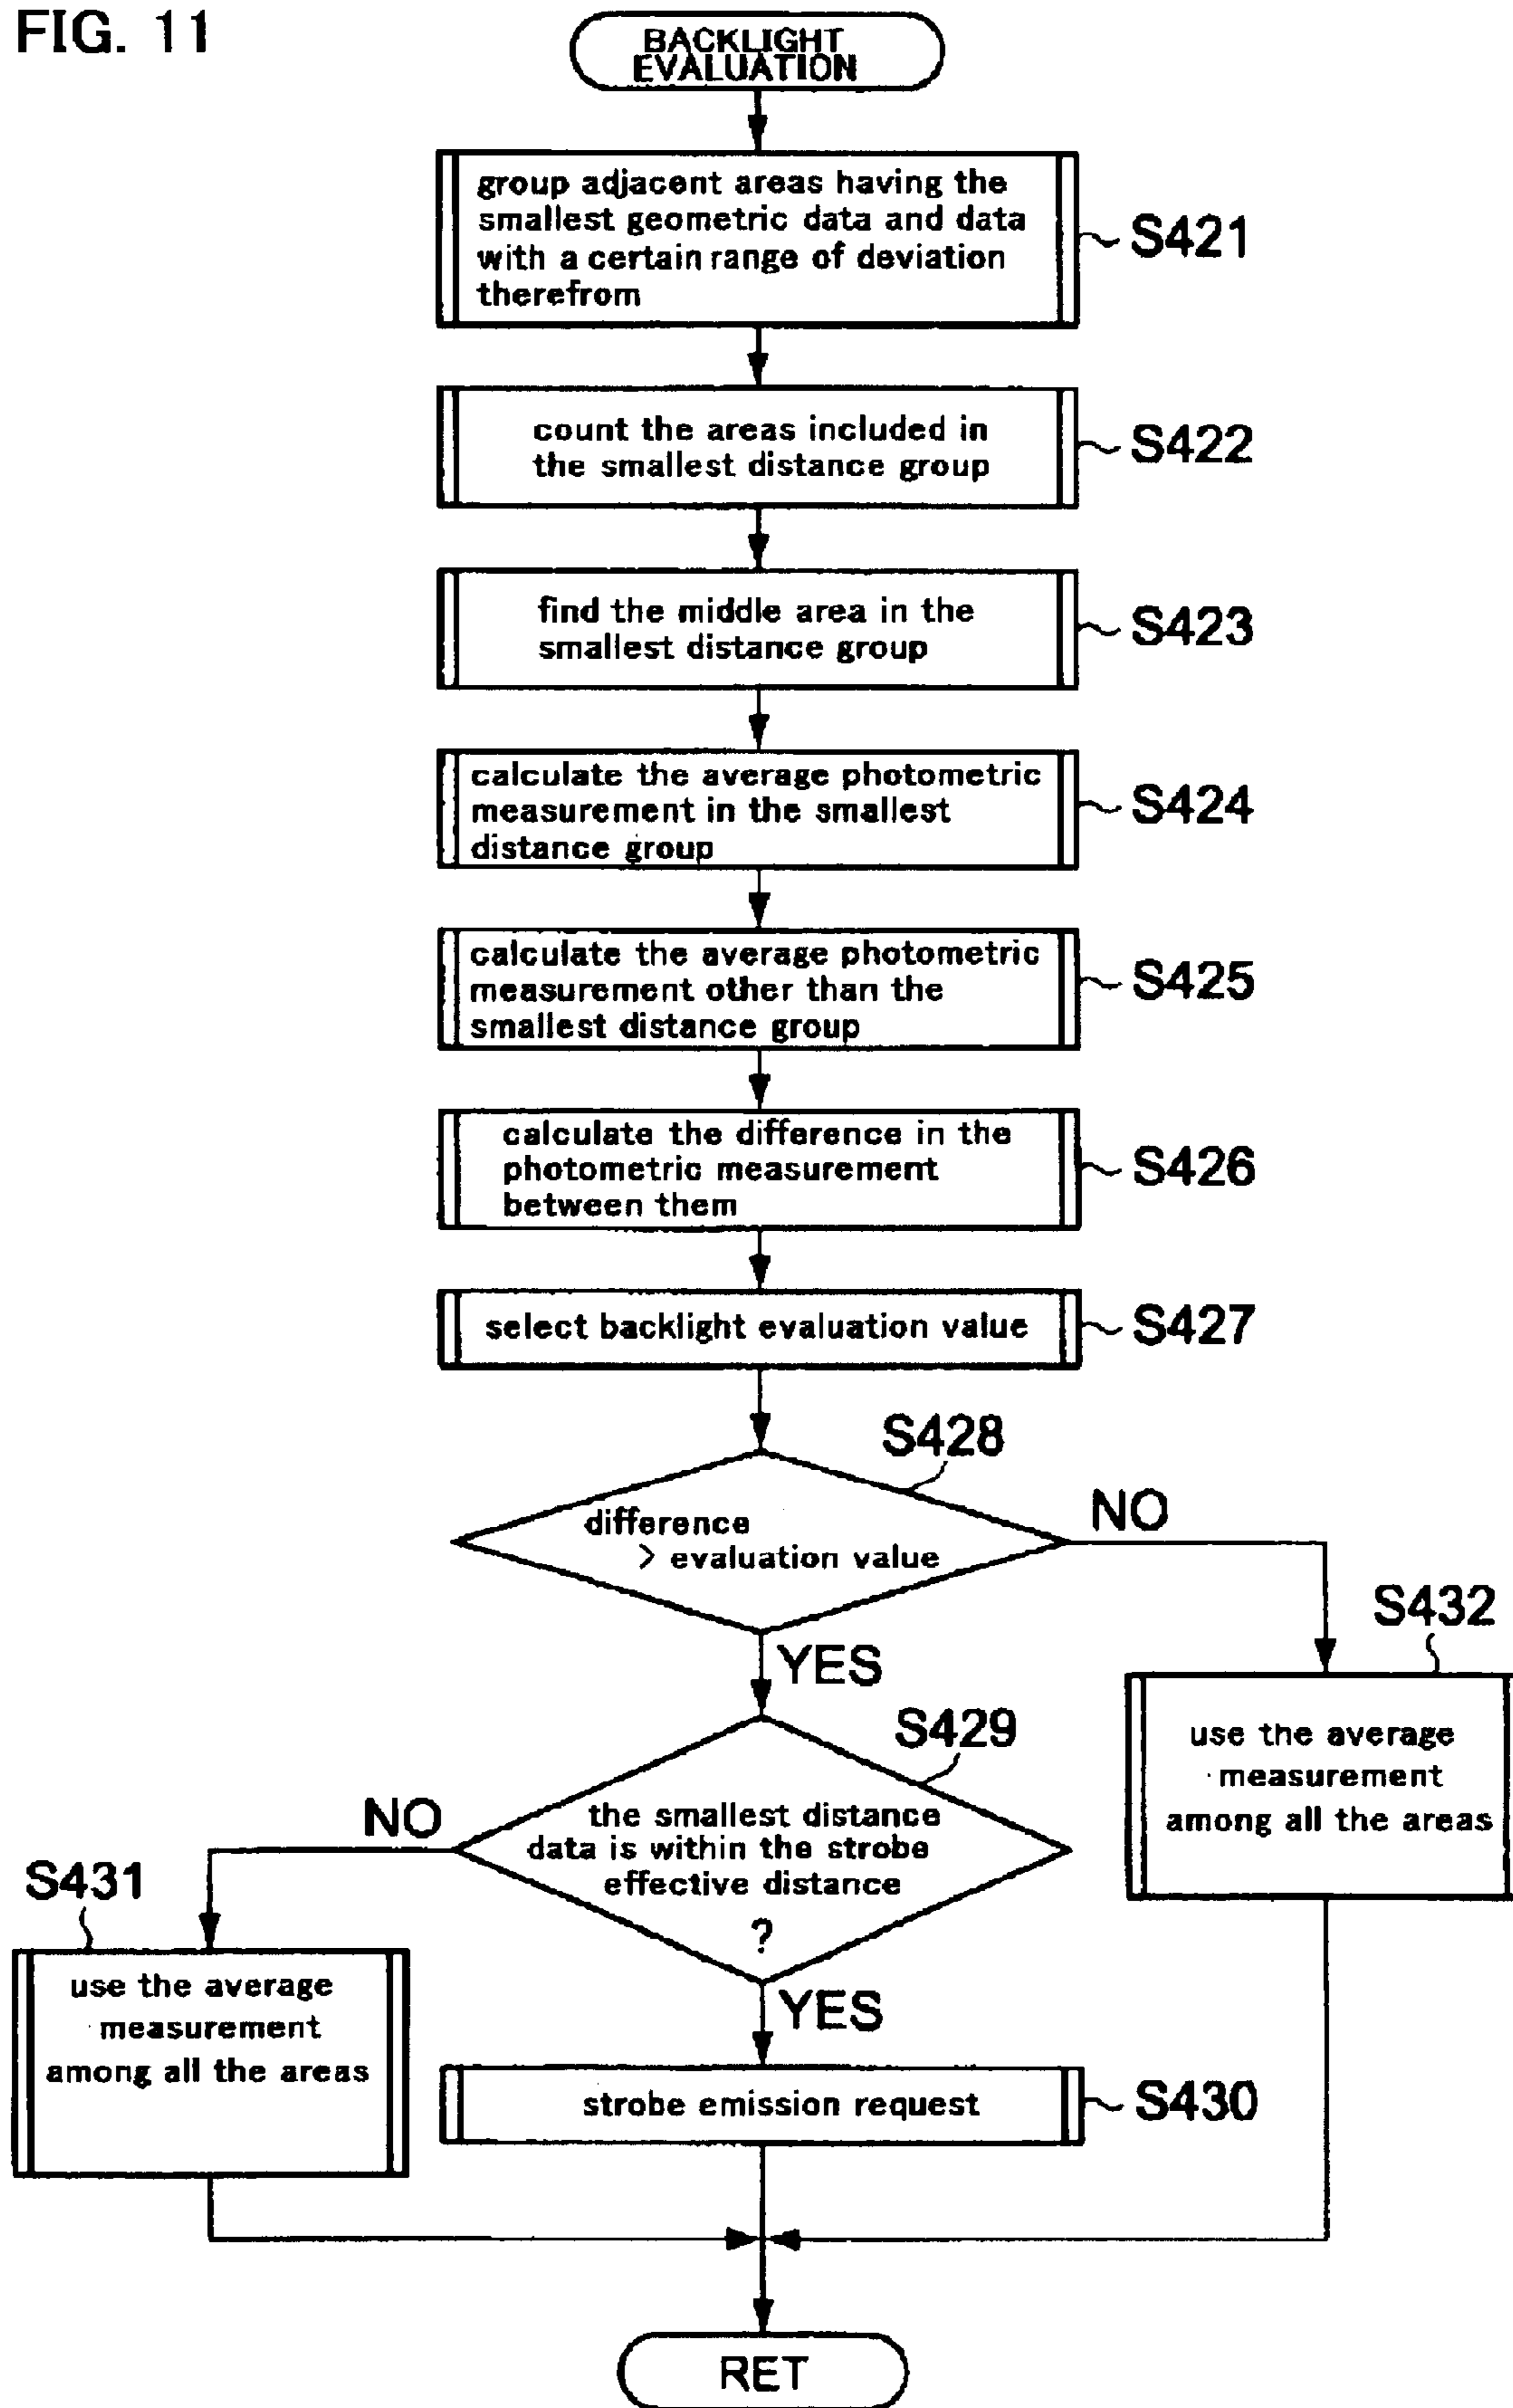 FIG. 11
BACKLIGHT
EVALUATION
group adjacent areas having the
smallest geometric data and data
with a certain range of deviation
therefrom
S421
count the areas included in
the smallest distance group
S422
find the middle area in the
smallest distance group
S423
calculate the average photometric
measurement in the smallest
distance group
S424
calculate the average photometric
measurement other than the
smallest distance group
S425
calculate the difference in the
photometric measurement
between them
S426
select backlight evaluation value
S427
S428
difference
> evaluation value
NO
YES
S432
use the average
measurement
among all the areas
S429
the smallest distance
data is within the strobe
effective distance
?
NO
YES
S431
use the average
measurement
among all the areas
strobe emission request
S430
RET